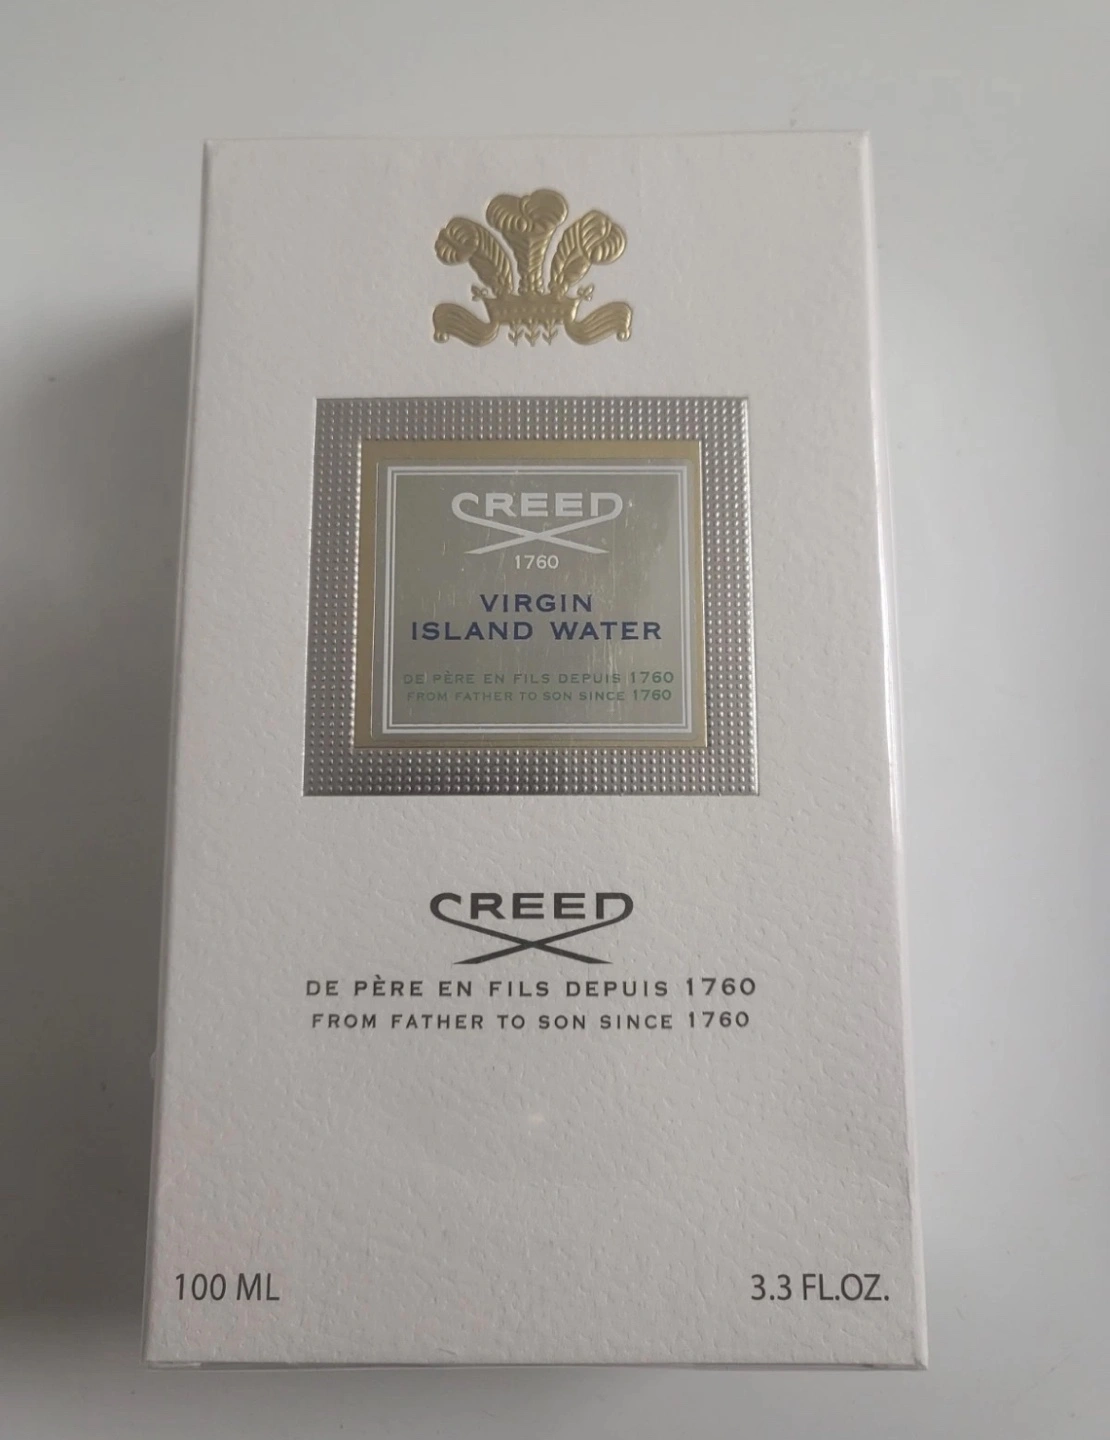 CREED
1760
VIRGIN
ISLAND WATER
DE PÈRE EN FILS DEPUIS 1760
FROM FATHER TO SON SINCE 1760
CREED
DE PÈRE EN FILS DEPUIS 1760
FROM FATHER TO SON SINCE 1760
100 ML
3.3 FL.OZ.